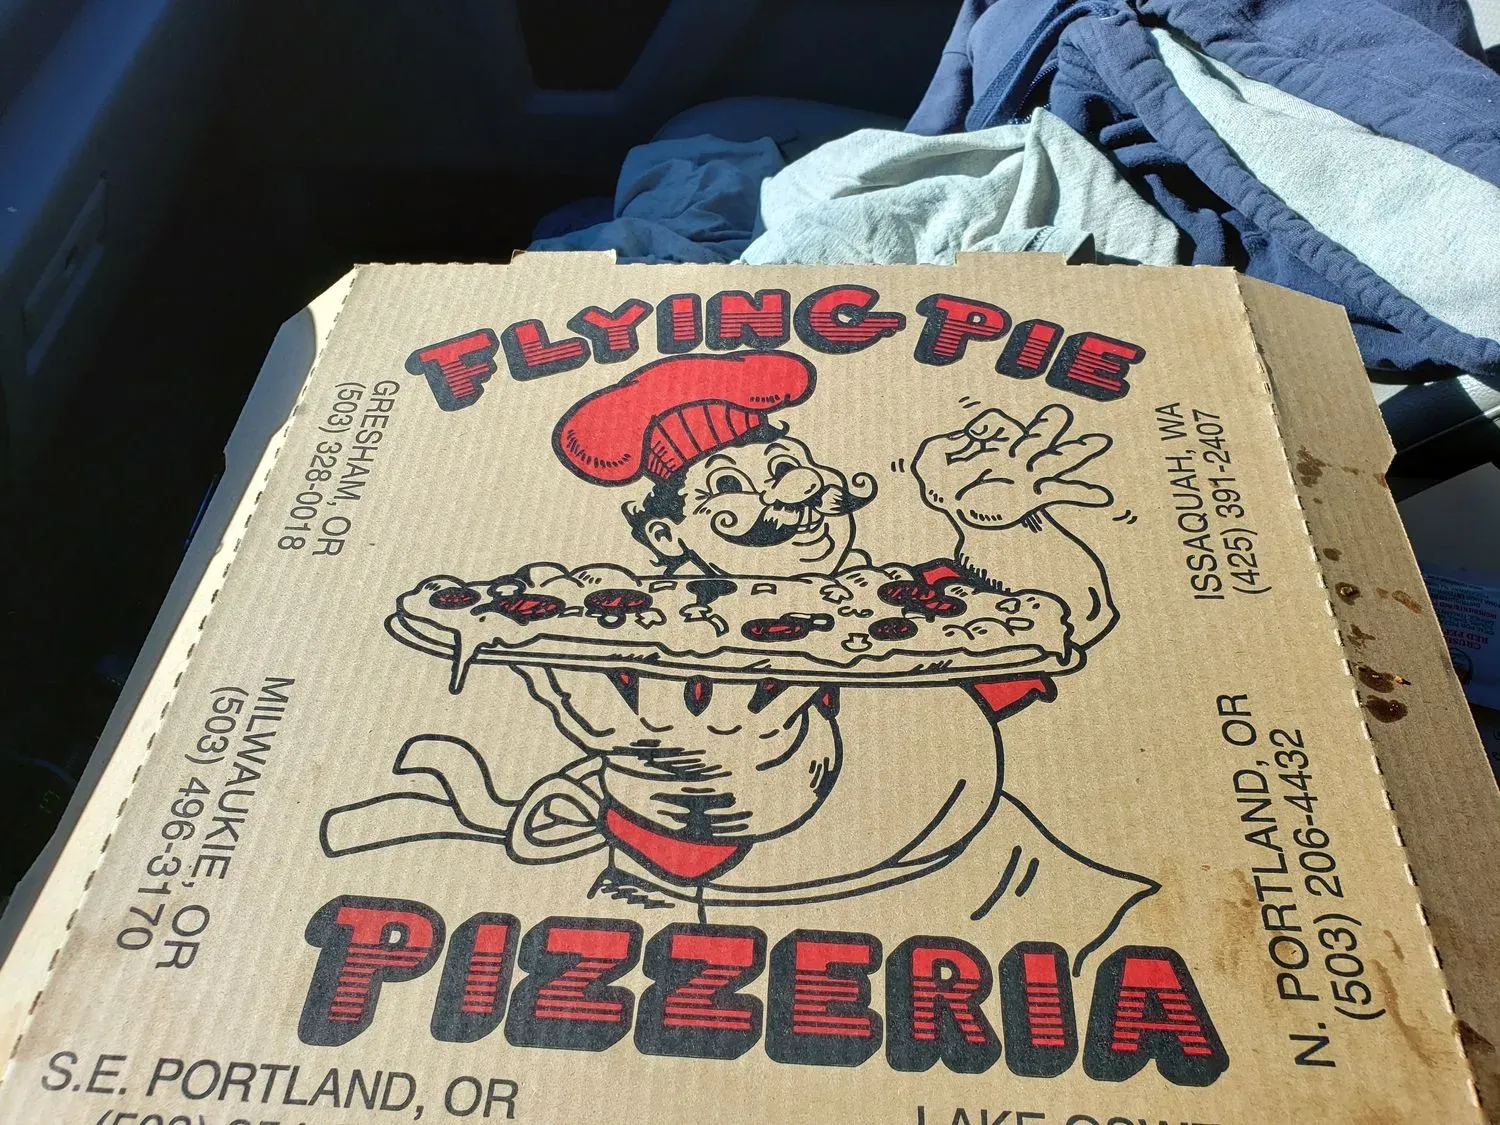 FLYING PIE
GRESHAM, OR
(503) 328-0018
ISSAQUAH, WA
(425) 391-2407
MILWAUKIE, OR
(503) 496-3170
N. PORTLAND, OR
(503) 206-4432
PIZZERIA
S.E. PORTLAND, OR
LAKE